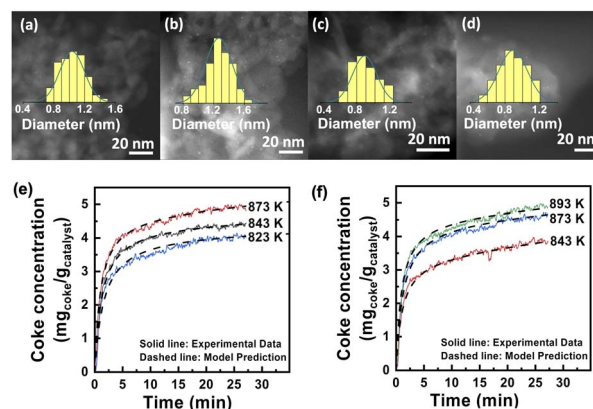 (a)
0.8 1.2 1.6
Diameter (nm)
20 nm
(b)
0.8 1.2 1.6
Diameter (nm)
20 nm
(c)
0.4 0.8 1.2
Diameter (nm)
20 nm
(d)
0.4 0.8 1.2
Diameter (nm)
20 nm
(e)
Coke concentration
(mgcoke/gcatalyst)
5
4
3
2
1
0
873 K
843 K
823 K
Solid line: Experimental Data
Dashed line: Model Prediction
0 5 10 15 20 25 30
Time (min)
(f)
Coke concentration
(mgcoke/gcatalyst)
5
4
3
2
1
0
893 K
873 K
843 K
Solid line: Experimental Data
Dashed line: Model Prediction
0 5 10 15 20 25 30
Time (min)